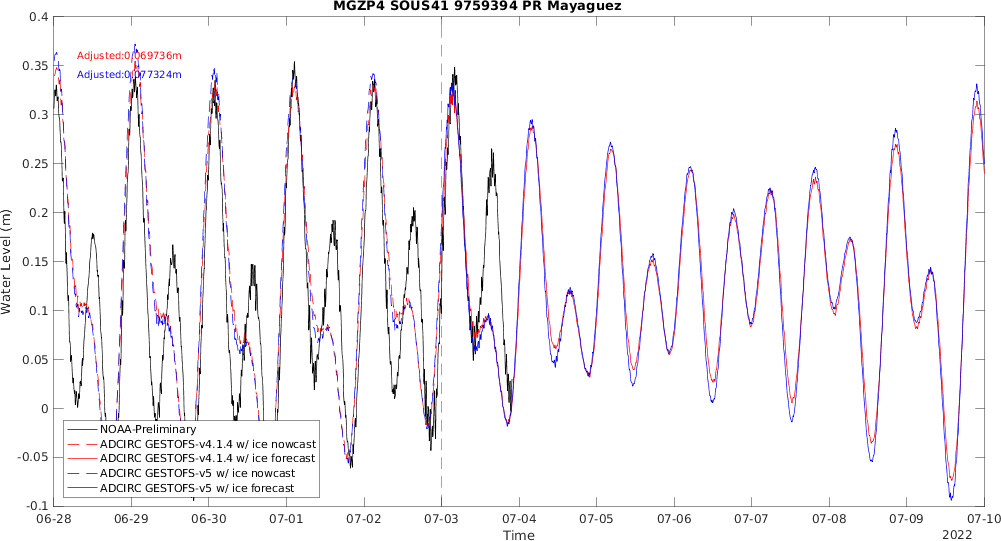 MGZP4 SOUS41 9759394 PR Mayaguez
Adjusted:0.069736m
Adjusted:0.077324m
0.4
0.35
0.3
0.25
0.2
0.15
0.1
0.05
0
-0.05
-0.1
Water Level (m)
NOAA-Preliminary
ADCIRC GESTOFS-v4.1.4 w/ ice nowcast
ADCIRC GESTOFS-v4.1.4 w/ ice forecast
ADCIRC GESTOFS-v5 w/ ice nowcast
ADCIRC GESTOFS-v5 w/ ice forecast
06-28 06-29 06-30 07-01 07-02 07-03 07-04 07-05 07-06 07-07 07-08 07-09 07-10
Time
2022